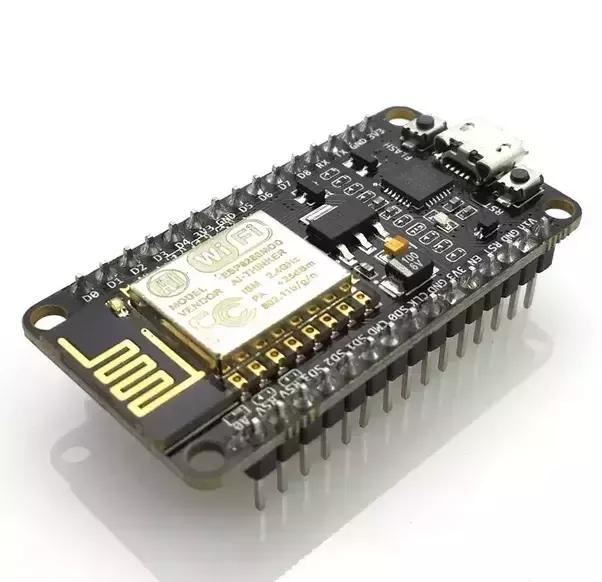 D0 D1 D2 D3 D4 3V3 GND D5 D6 D7 D8 RX TX GND 3V3
FLASH
RST
WiFi
MODEL ESP8266MOD
VENDOR AI-THINKER
ISM 2.4GHz
PA +25dBm
802.11b/g/n
100
A0 RSV RSV SD3 SD2 SD1 CMD SD0 CLK GND 3V3 EN RST GND Vin